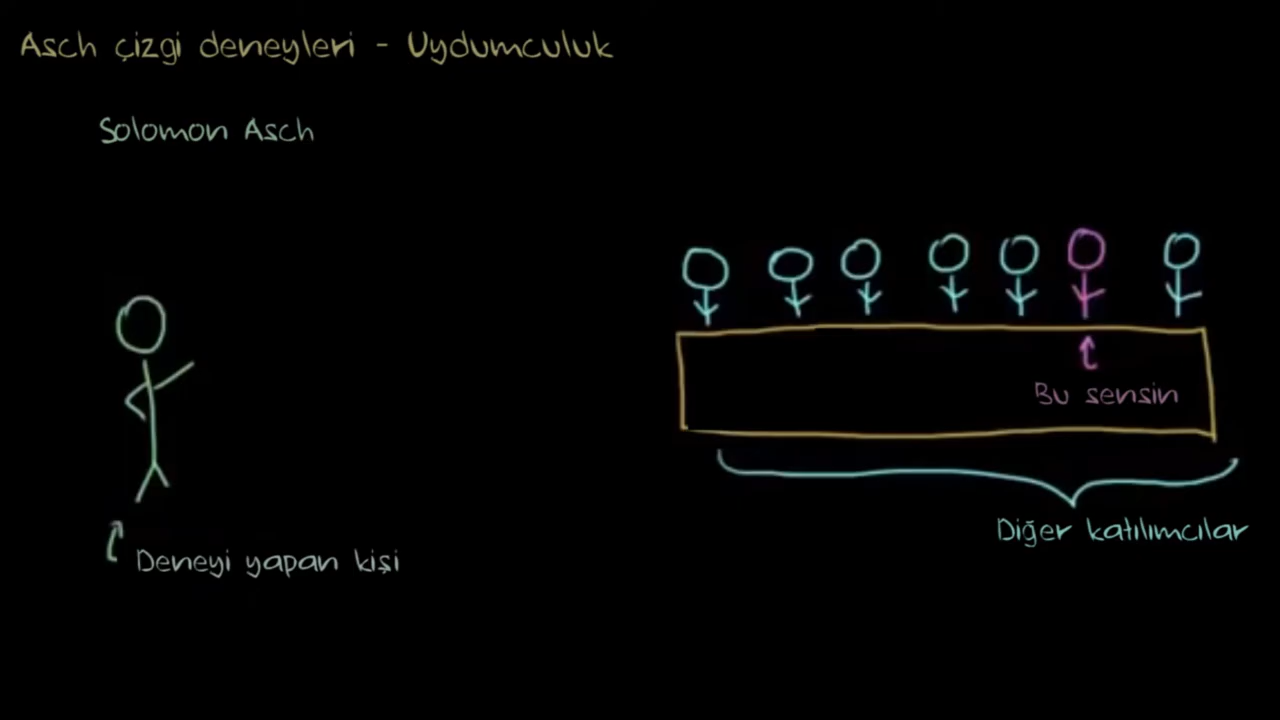 Asch çizgi deneyleri - Uydumculuk
Solomon Asch
Bu sensin
Diğer katılımcılar
Deneyi yapan kişi